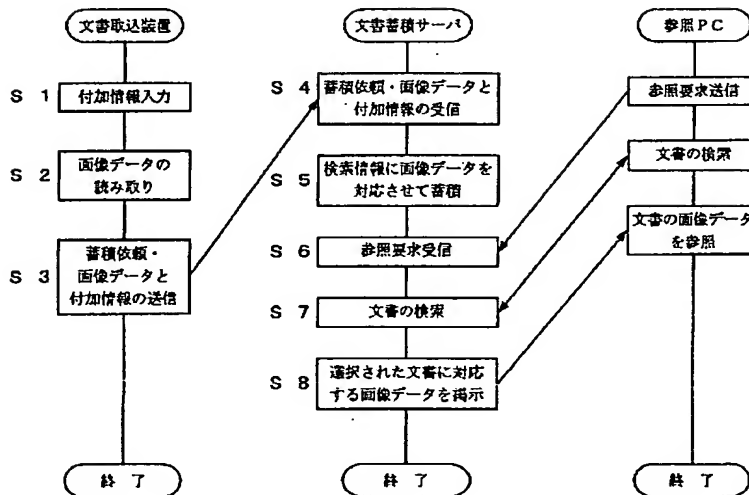 文書取込装置
S 1
付加情報入力
S 2
画像データの
読み取り
S 3
蓄積依頼・
画像データと
付加情報の送信
終 了
文書蓄積サーバ
S 4
蓄積依頼・画像データと
付加情報の受信
S 5
検索情報に画像データを
対応させて蓄積
S 6
参照要求受信
S 7
文書の検索
S 8
選択された文書に対応
する画像データを掲示
終 了
参照PC
参照要求送信
文書の検索
文書の画像データ
を参照
終 了